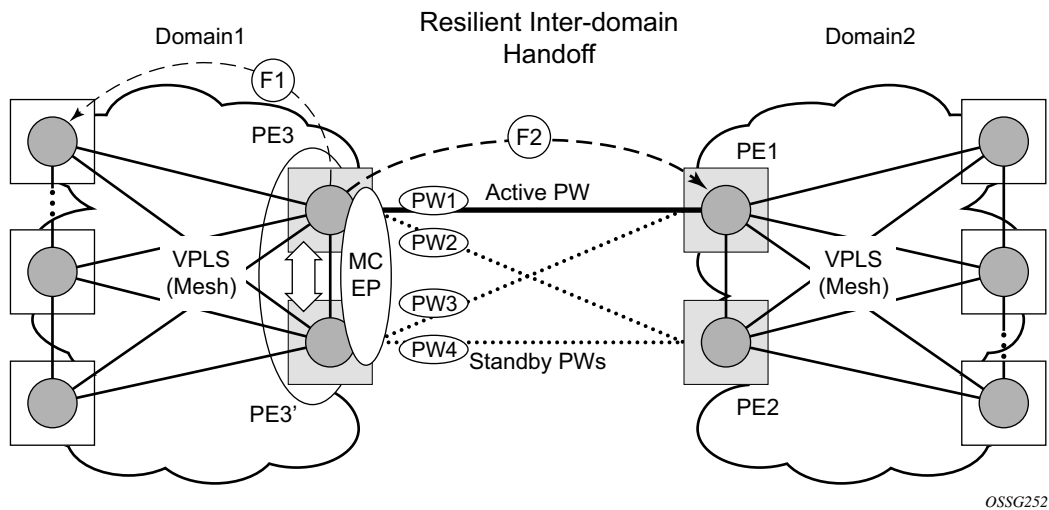 Resilient Inter-domain
Handoff
Domain1
Domain2
F1
PE3
F2
PE1
PW1
Active PW
PW2
VPLS
(Mesh)
MC
EP
VPLS
(Mesh)
PW3
PW4
Standby PWs
PE3’
PE2
OSSG252